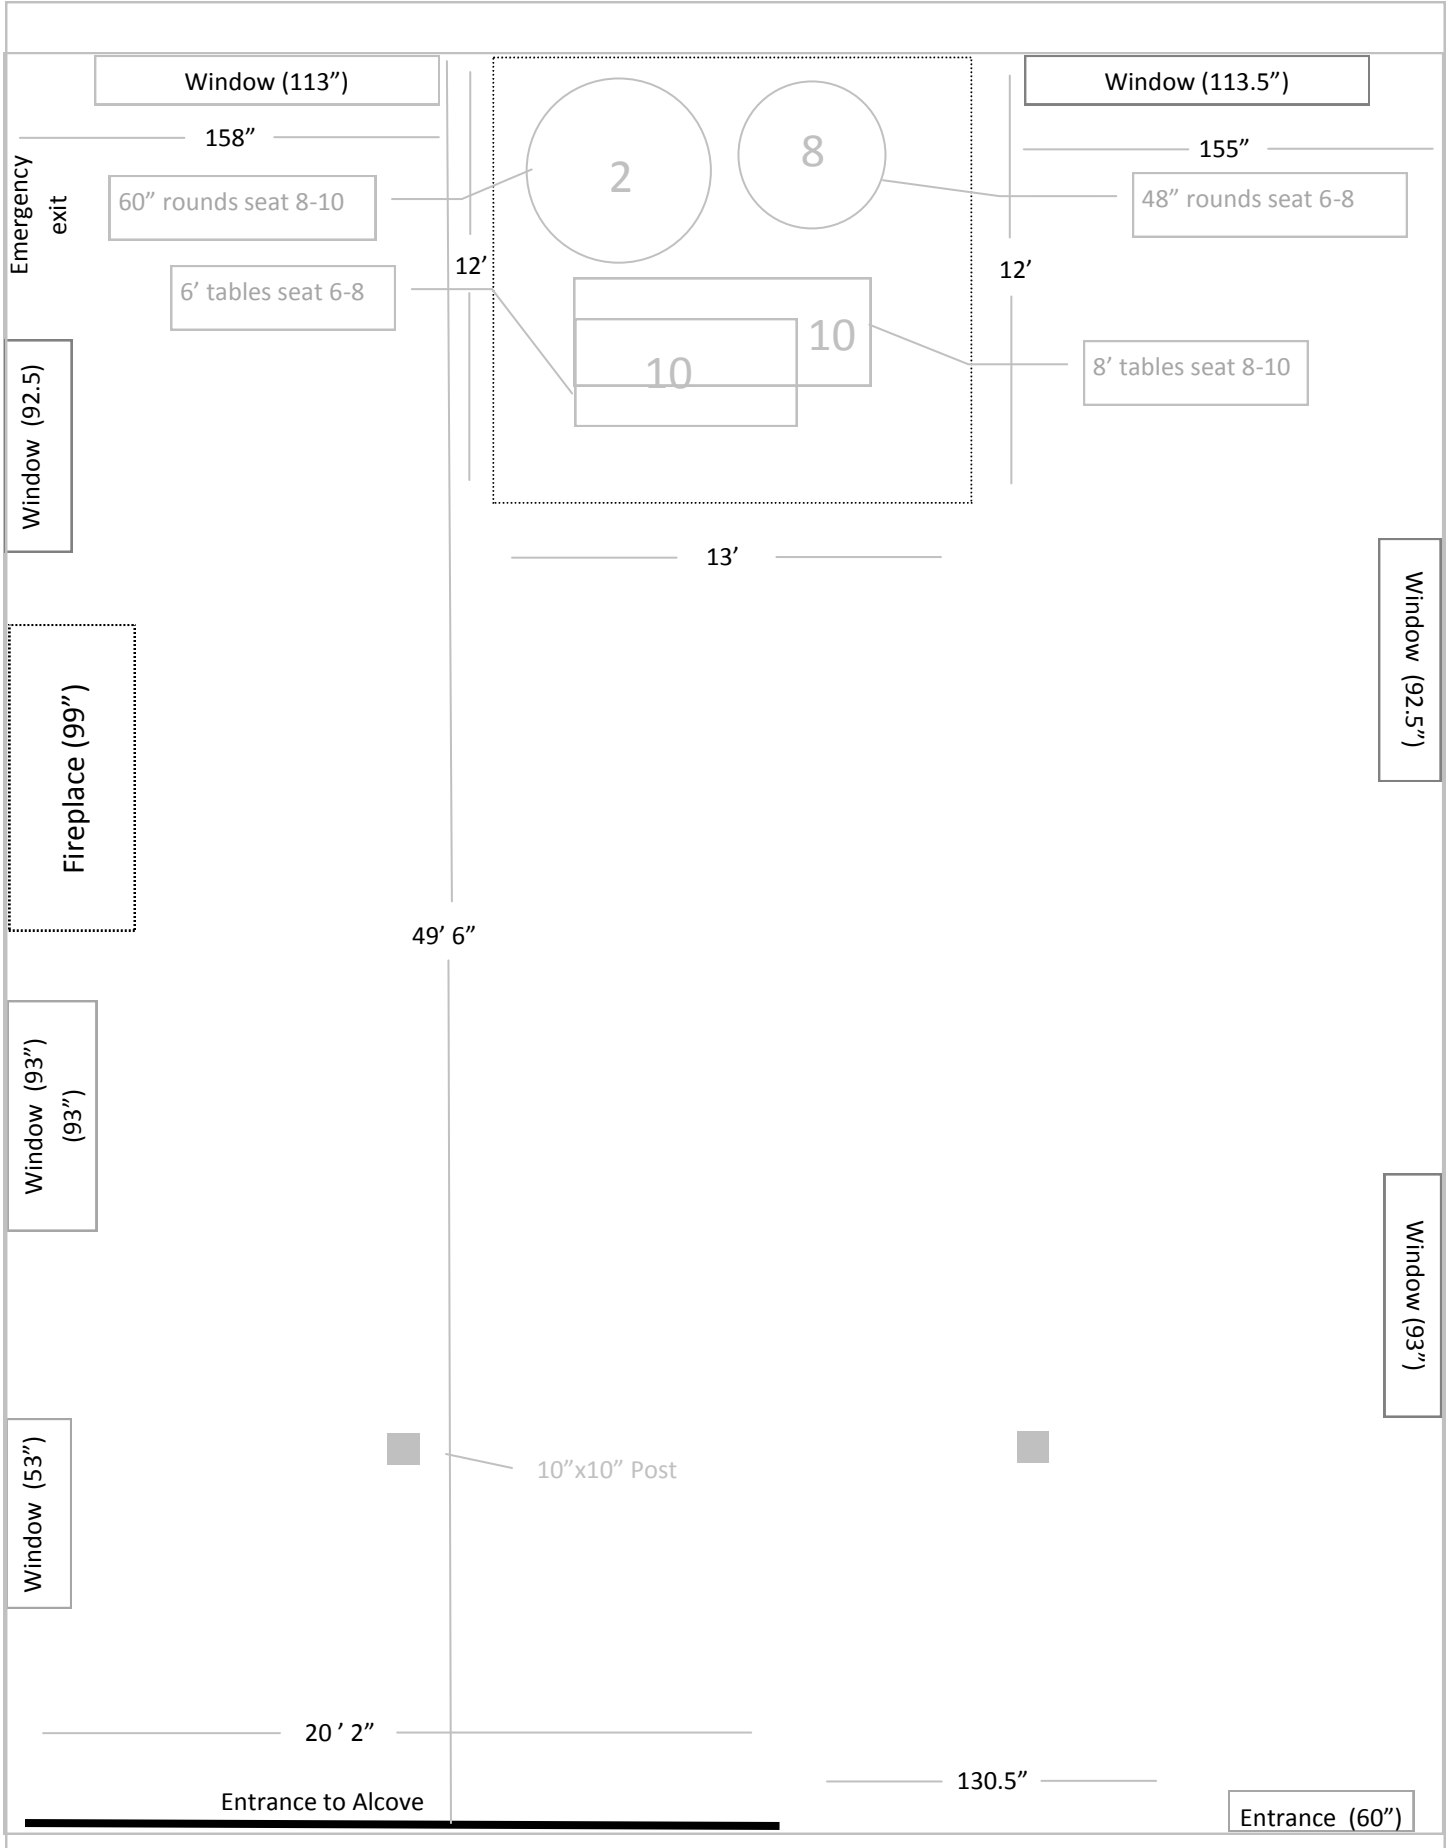 Window (113”)
Window (113.5”)
158”
155”
Emergency
exit
2
8
60” rounds seat 8-10
48” rounds seat 6-8
12'
12’
6’ tables seat 6-8
10
10
8’ tables seat 8-10
Window (92.5)
13’
Window (92.5”)
Fireplace (99”)
49’ 6”
Window (93”)
(93”)
Window (93”)
Window (53”)
10”x10” Post
20 ’ 2”
130.5”
Entrance to Alcove
Entrance (60”)